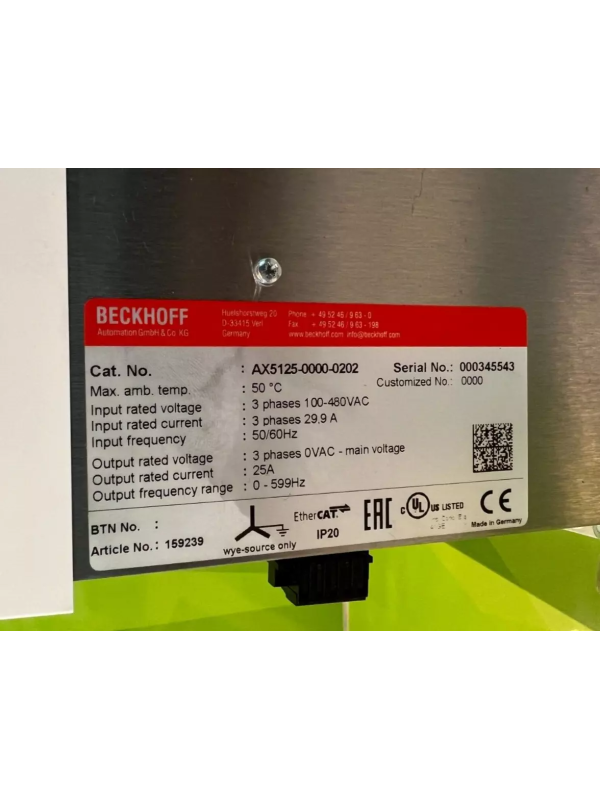 BECKHOFF
Automation GmbH & Co. KG
Huelshorstweg 20
D-33415 Verl
Germany
Phone + 49 52 46 / 9 63 - 0
Fax + 49 52 46 / 9 63 - 198
www.beckhoff.com info@beckhoff.com
Cat. No. : AX5125-0000-0202
Serial No.: 000345543
Customized No.: 0000
Max. amb. temp. : 50 °C
Input rated voltage : 3 phases 100-480VAC
Input rated current : 3 phases 29.9 A
Input frequency : 50/60Hz
Output rated voltage : 3 phases 0VAC - main voltage
Output rated current : 25A
Output frequency range : 0 - 599Hz
BTN No. :
Article No.: 159239
wye-source only
EtherCAT.
IP20
EAC
c UL US LISTED
CE
Made in Germany